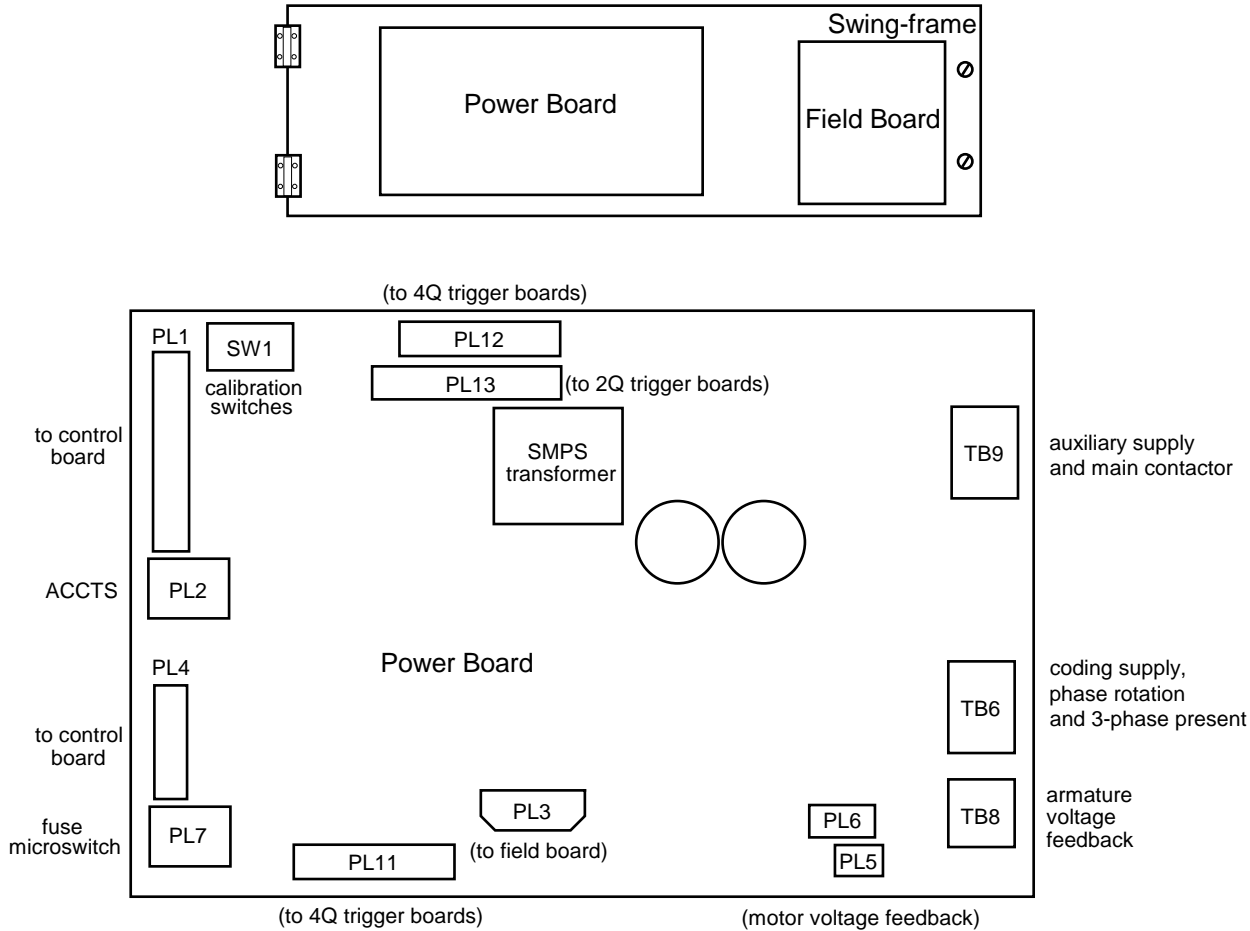 Swing-frame
Power Board
Field Board
(to 4Q trigger boards)
PL1
SW1
calibration
switches
PL12
PL13
(to 2Q trigger boards)
to control
board
SMPS
transformer
TB9
auxiliary supply
and main contactor
ACCTS
PL2
PL4
Power Board
coding supply,
phase rotation
and 3-phase present
TB6
to control
board
fuse
microswitch
PL7
PL3
(to field board)
PL11
PL6
PL5
TB8
armature
voltage
feedback
(to 4Q trigger boards)
(motor voltage feedback)